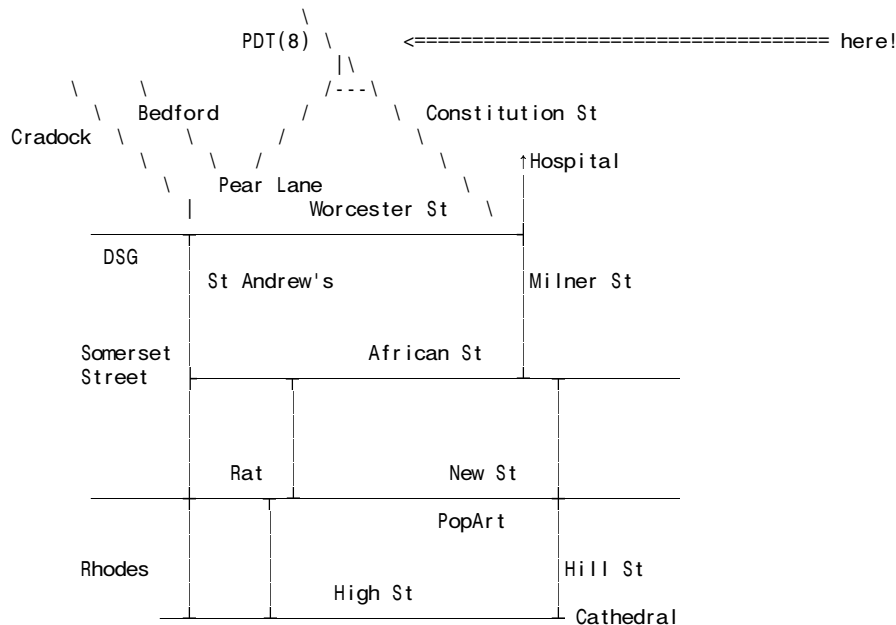 PDT(8) <================================== here!
Bedford Constitution St
Cradock
↑Hospital
Pear Lane
Worcester St
DSG
St Andrew's Milner St
Somerset African St
Street
Rat New St
PopArt
Rhodes Hill St
High St
Cathedral